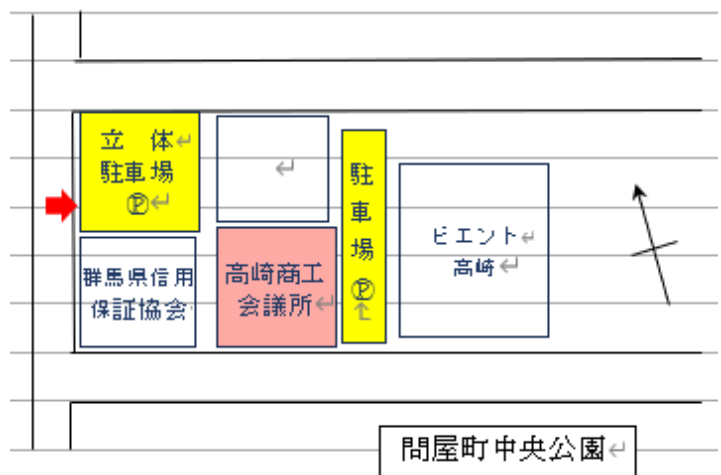 立　体
駐車場
Ⓟ
駐
車
場
Ⓟ
ビエント
高崎
群馬県信用
保証協会
高崎商工
会議所
問屋町中央公園